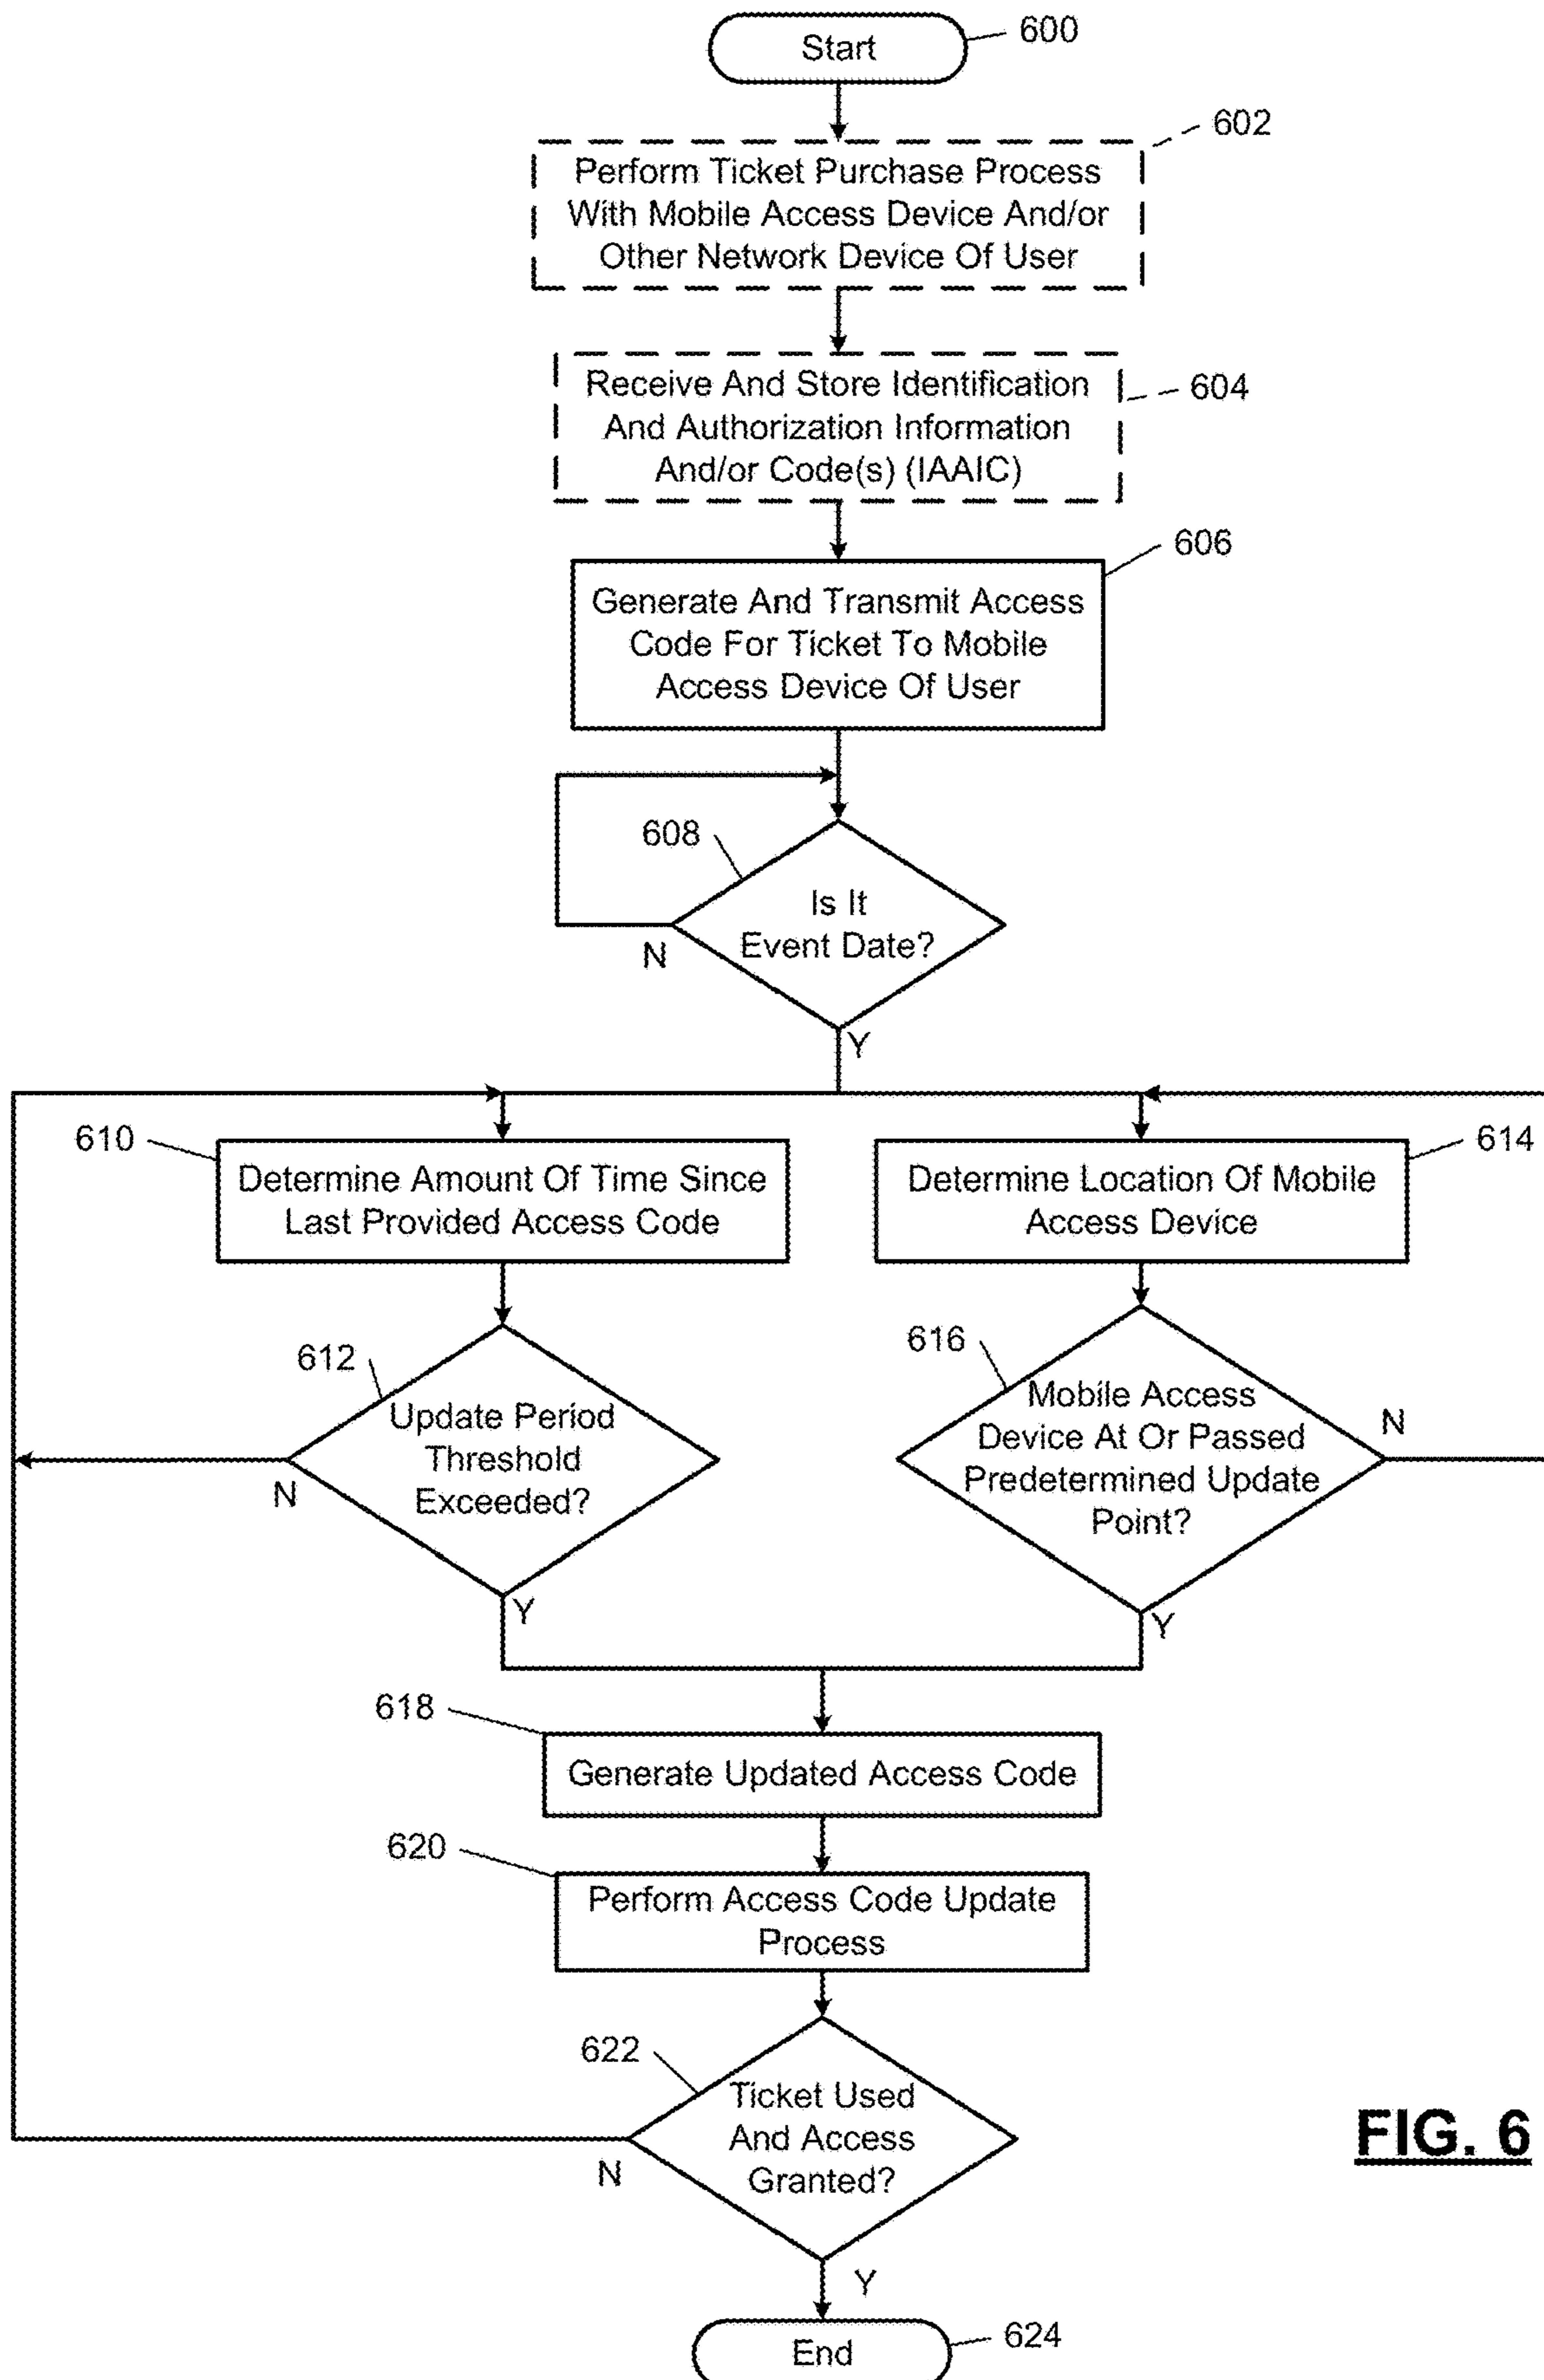 Start
600
602
Perform Ticket Purchase Process
With Mobile Access Device And/or
Other Network Device Of User
Receive And Store Identification
And Authorization Information
And/or Code(s) (IAAIC)
604
606
Generate And Transmit Access
Code For Ticket To Mobile
Access Device Of User
608
Is It
Event Date?
N
Y
610
Determine Amount Of Time Since
Last Provided Access Code
614
Determine Location Of Mobile
Access Device
612
Update Period
Threshold
Exceeded?
N
Y
616
Mobile Access
Device At Or Passed
Predetermined Update
Point?
N
Y
618
Generate Updated Access Code
620
Perform Access Code Update
Process
622
Ticket Used
And Access
Granted?
N
Y
End
624
FIG. 6